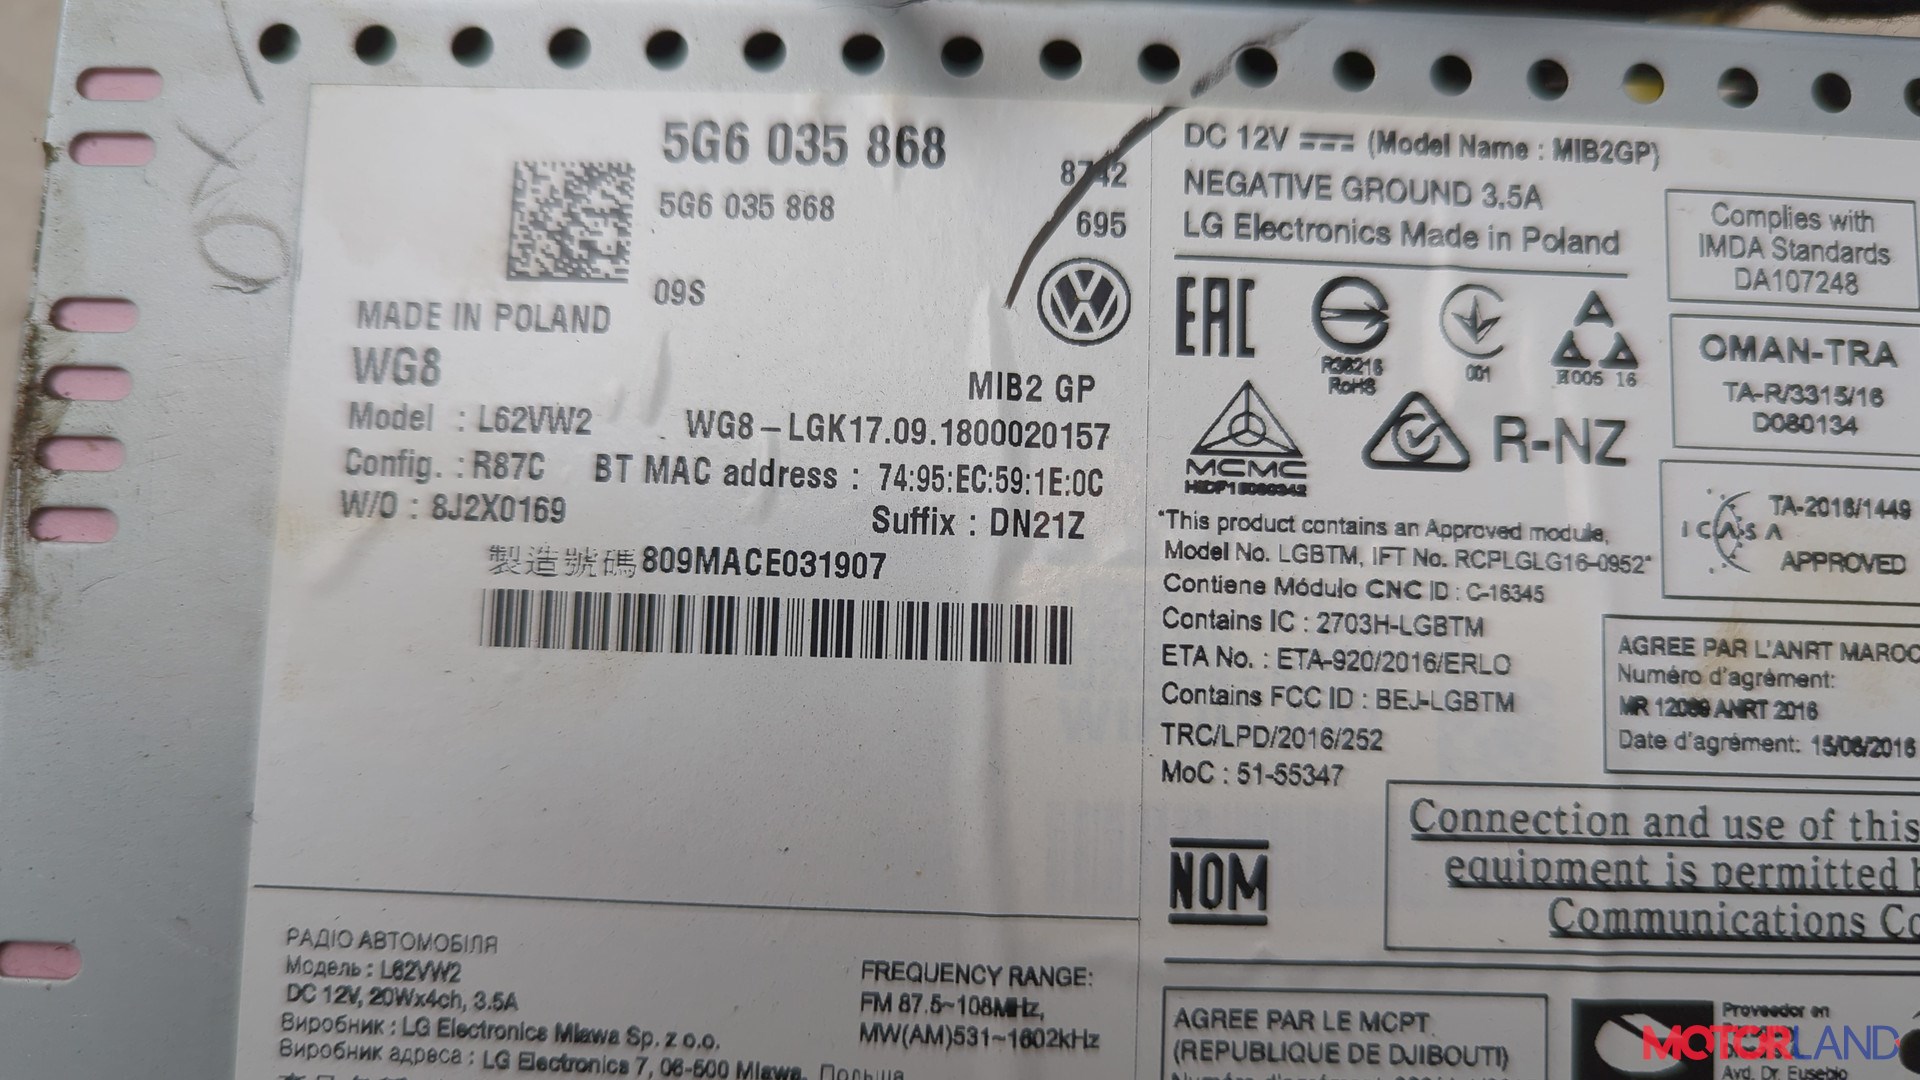 OK
5G6 035 868
5G6 035 868
8742
695
09S
MADE IN POLAND
WG8
MIB2 GP
Model : L62VW2
WG8-LGK17.09.1800020157
Config. : R87C
BT MAC address : 74:95:EC:59:1E:0C
W/O : 8J2X0169
Suffix : DN21Z
製造號碼809MACE031907
DC 12V (Model Name : MIB2GP)
NEGATIVE GROUND 3.5A
LG Electronics Made in Poland
EAC
R36216
RoHS
001
005 16
MCMC
R-NZ
*This product contains an Approved module,
Model No. LGBTM, IFT No. RCPLGLG16-0952*
Contiene Módulo CNC ID : C-16345
Contains IC : 2703H-LGBTM
ETA No. : ETA-920/2016/ERLO
Contains FCC ID : BEJ-LGBTM
TRC/LPD/2016/252
MoC : 51-55347
Complies with
IMDA Standards
DA107248
OMAN-TRA
TA-R/3315/16
D080134
ICASA
TA-2016/1449
APPROVED
AGREE PAR L'ANRT MAROC
Numéro d'agrément:
MR 12069 ANRT 2016
Date d'agrément: 15/06/2016
NOM
Connection and use of this
equipment is permitted
Communications
РАДІО АВТОМОБІЛЯ
Модель : L62VW2
DC 12V, 20Wx4ch, 3.5A
Виробник : LG Electronics Mlawa Sp. z o.o.
Виробник адреса : LG Electronics 7, 06-500 Mlawa, Польща
FREQUENCY RANGE:
FM 87.5~108MHz,
MW(AM)531~1602kHz
AGREE PAR LE MCPT
(REPUBLIQUE DE DJIBOUTI)
Proveedor en
Avd. Dr. Eusebio
MOTORLAND